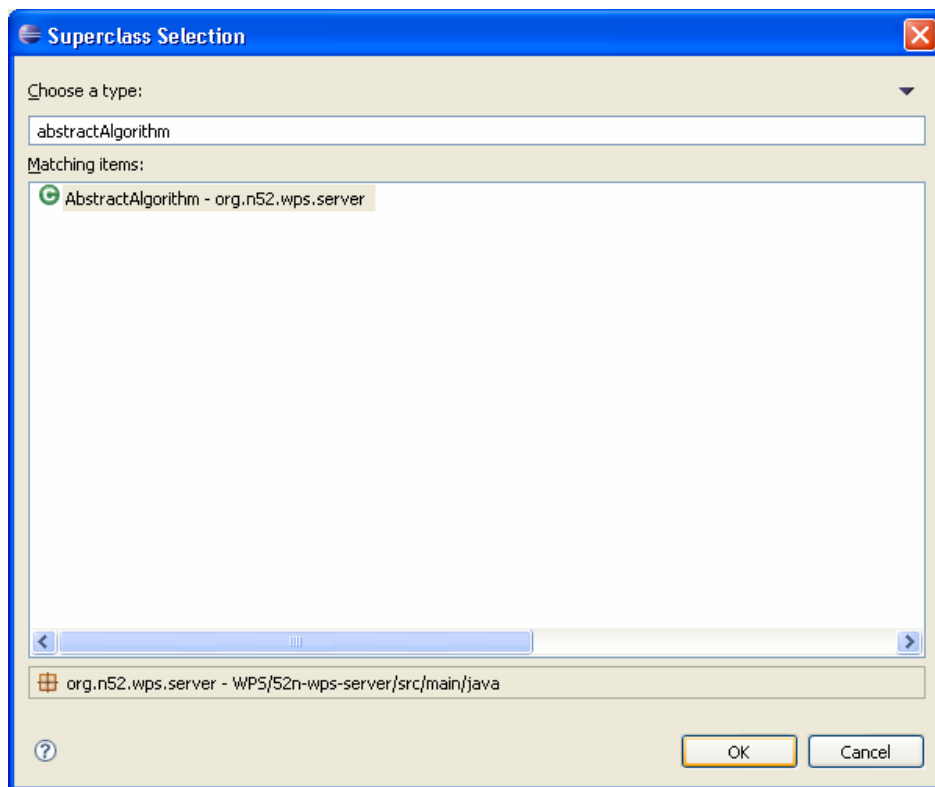 Superclass Selection
Choose a type:
abstractAlgorithm
Matching items:
AbstractAlgorithm - org.n52.wps.server
org.n52.wps.server - WPS/52n-wps-server/src/main/java
OK Cancel